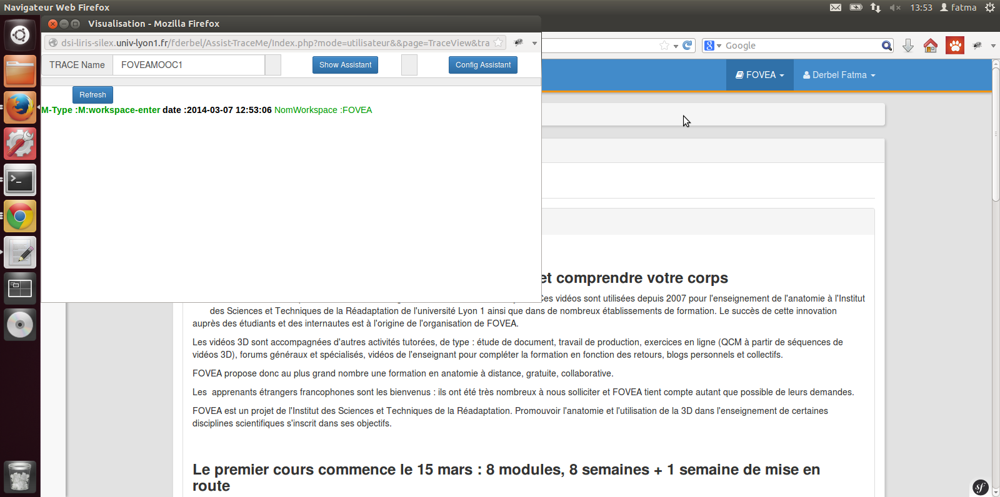 Navigateur Web Firefox
13:53
fatma
Visualisation - Mozilla Firefox
dsi-liris-silex.univ-lyon1.fr/fderbel/Assist-TraceMe/Index.php?mode=utilisateur&&page=TraceView&tra
Google
TRACE Name
FOVEAMOOC1
Show Assistant
Config Assistant
FOVEA
Derbel Fatma
Refresh
M-Type :M:workspace-enter date :2014-03-07 12:53:06 NomWorkspace :FOVEA
et comprendre votre corps
Ces vidéos sont utilisées depuis 2007 pour l'enseignement de l'anatomie à l'Institut
des Sciences et Techniques de la Réadaptation de l'université Lyon 1 ainsi que dans de nombreux établissements de formation. Le succès de cette innovation
auprès des étudiants et des internautes est à l'origine de l'organisation de FOVEA.
Les vidéos 3D sont accompagnées d'autres activités tutorées, de type : étude de document, travail de production, exercices en ligne (QCM à partir de séquences de
vidéos 3D), forums généraux et spécialisés, vidéos de l'enseignant pour compléter la formation en fonction des retours, blogs personnels et collectifs.
FOVEA propose donc au plus grand nombre une formation en anatomie à distance, gratuite, collaborative.
Les  apprenants étrangers francophones sont les bienvenus : ils ont été très nombreux à nous solliciter et FOVEA tient compte autant que possible de leurs demandes.
FOVEA est un projet de l'Institut des Sciences et Techniques de la Réadaptation. Promouvoir l'anatomie et l'utilisation de la 3D dans l'enseignement de certaines
disciplines scientifiques s'inscrit dans ses objectifs.
Le premier cours commence le 15 mars : 8 modules, 8 semaines + 1 semaine de mise en
route
sf